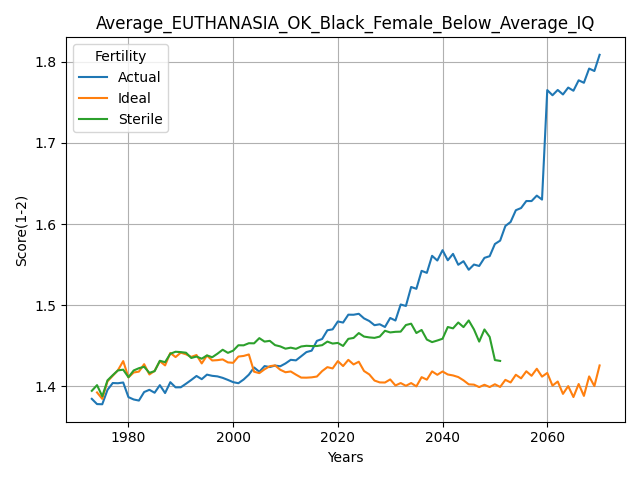 Average_EUTHANASIA_OK_Black_Female_Below_Average_IQ
Fertility
Actual
Ideal
Sterile
Score(1-2)
1.8
1.7
1.6
1.5
1.4
1980
2000
2020
2040
2060
Years